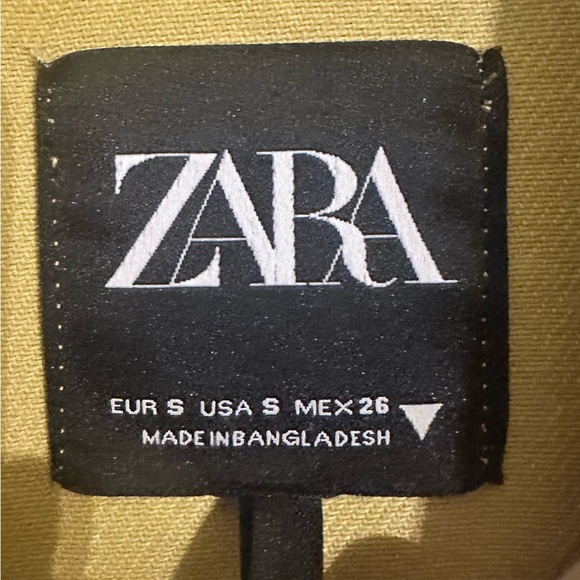 ZARA
EUR S USA S MEX 26
MADE IN BANGLADESH